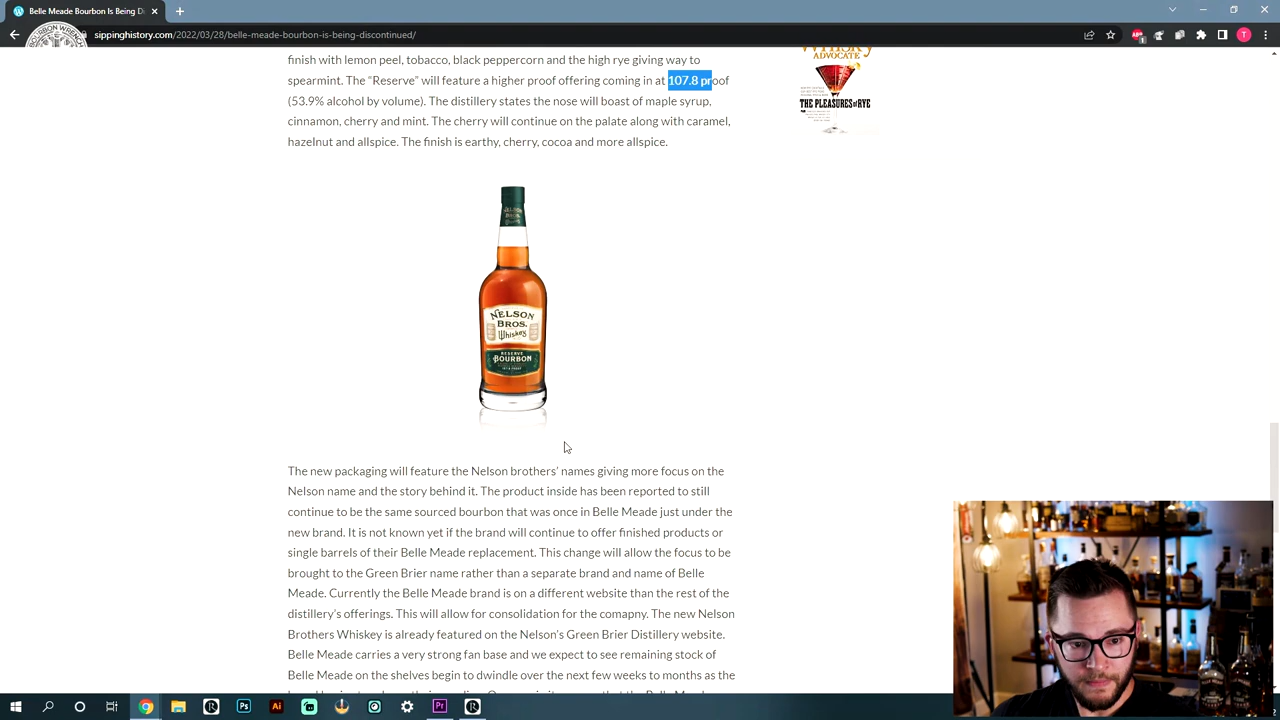 Belle Meade Bourbon Is Being Di
BOURBON WRENCH
sippinghistory.com/2022/03/28/belle-meade-bourbon-is-being-discontinued/
finish with lemon peel, tobacco, black peppercorn and the high rye giving way to
spearmint. The “Reserve” will feature a higher proof offering coming in at 107.8 proof
(53.9% alcohol by volume). The distillery states the nose will boast of maple syrup,
cinnamon, cherry and mint. The cherry will continue on the palate along with caramel,
hazelnut and allspice. The finish is earthy, cherry, cocoa and more allspice.
WHISKY
ADVOCATE
THE PLEASURES of RYE
NELSON
BROS.
Whiskey
RESERVE
BOURBON
107.8 PROOF
The new packaging will feature the Nelson brothers’ names giving more focus on the
Nelson name and the story behind it. The product inside has been reported to still
continue to be the same sourced bourbon that was once in Belle Meade just under the
new brand. It is not known yet if the brand will continue to offer finished products or
single barrels of their Belle Meade replacement. This change will allow the focus to be
brought to the Green Brier name rather than a separate brand and name of Belle
Meade. Currently the Belle Meade brand is on a different website than the rest of the
distillery’s offerings. This will allow for consolidation for the comapny. The new Nelson
Brothers Whiskey is already featured on the Nelson’s Green Brier Distillery website.
Belle Meade carries a very strong fan base and we expect to see remaining stock of
Belle Meade on the shelves begin to dwindle over the next few weeks to months as the